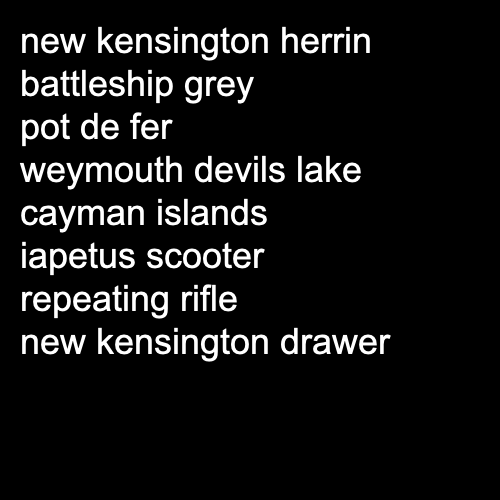 new kensington herrin
battleship grey
pot de fer
weymouth devils lake
cayman islands
iapetus scooter
repeating rifle
new kensington drawer